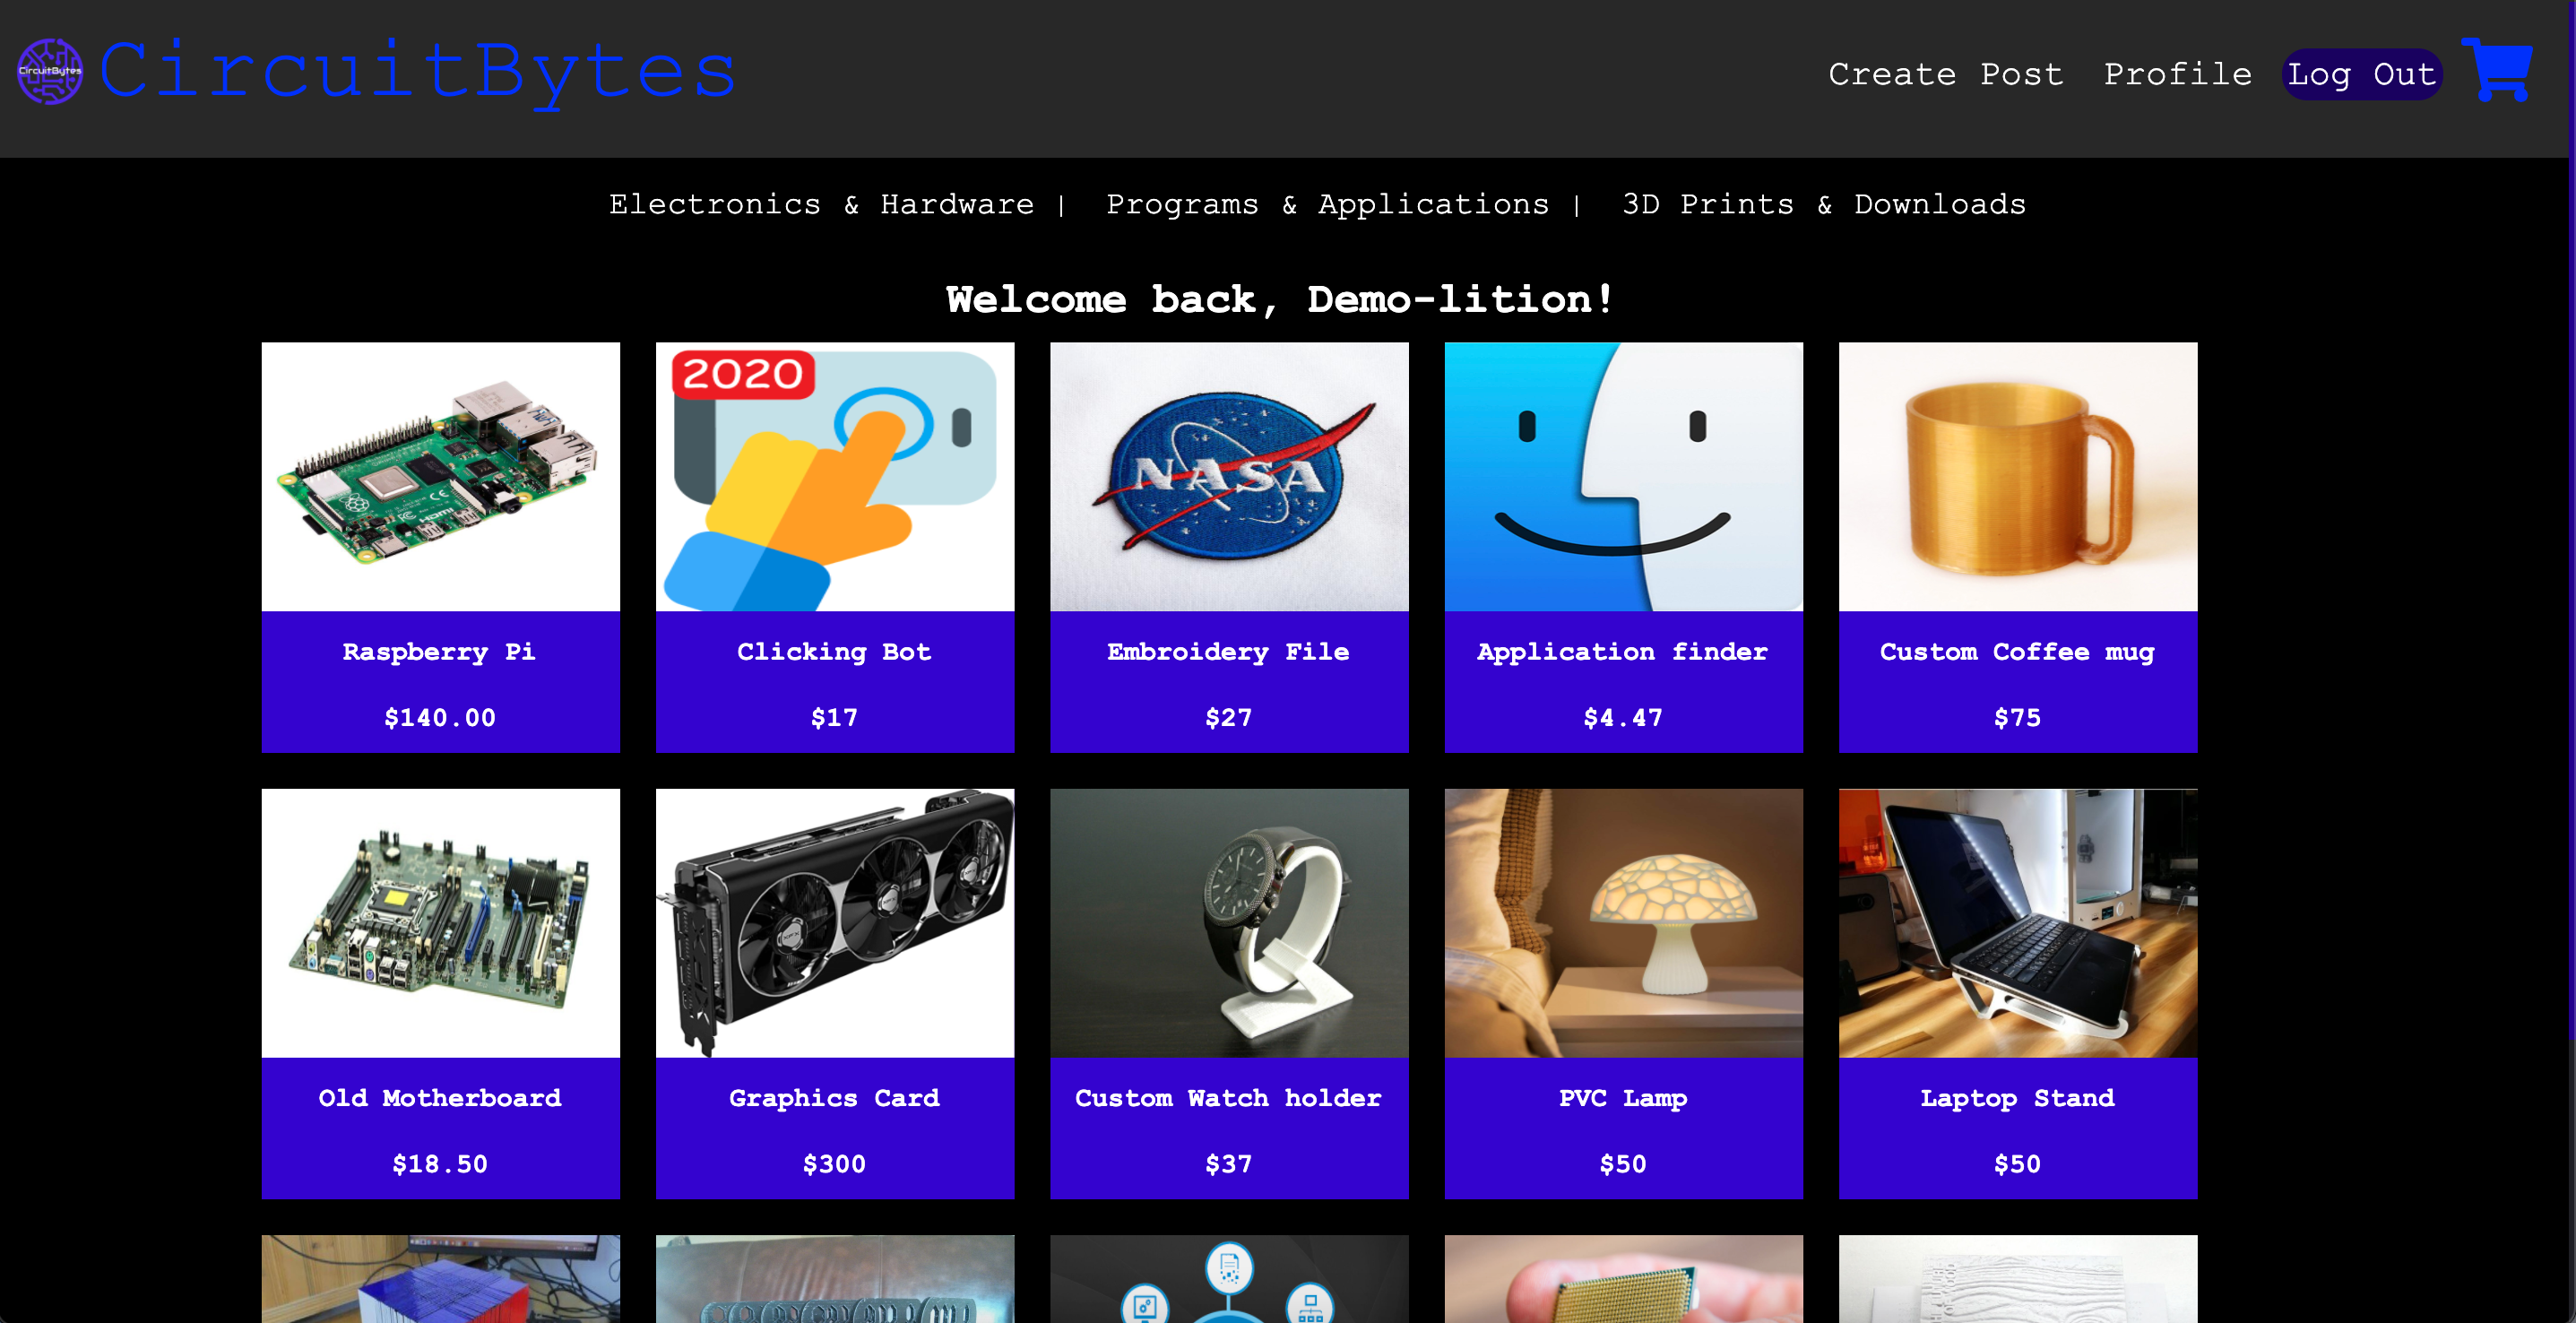 CircuitBytes
CircuitBytes
Create Post Profile Log Out
Electronics & Hardware | Programs & Applications | 3D Prints & Downloads
Welcome back, Demo-lition!
2020
NASA
HDMI
Raspberry Pi
Clicking Bot
Embroidery File
Application finder
Custom Coffee mug
$140.00
$17
$27
$4.47
$75
Old Motherboard
Graphics Card
Custom Watch holder
PVC Lamp
Laptop Stand
$18.50
$300
$37
$50
$50